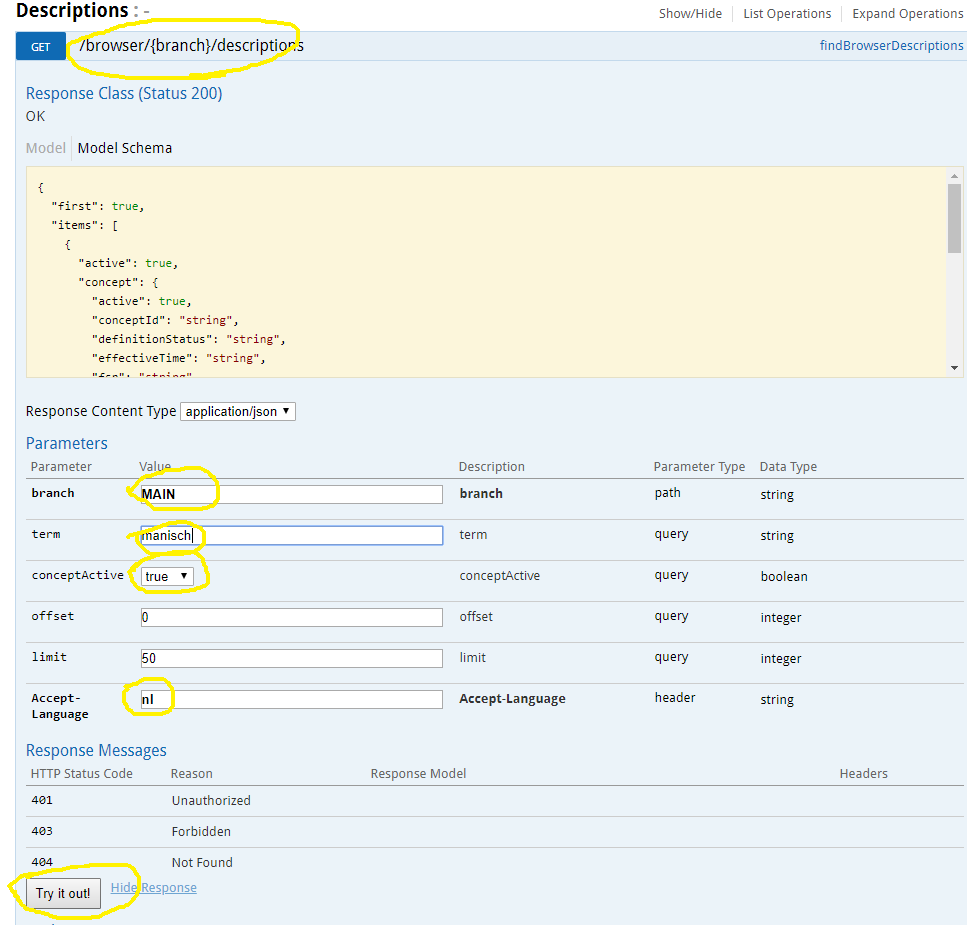 Descriptions : -
Show/Hide List Operations Expand Operations
GET /browser/{branch}/descriptions findBrowserDescriptions
Response Class (Status 200)
OK
Model Model Schema
{
"first": true,
"items": [
{
"active": true,
"concept": {
"active": true,
"conceptId": "string",
"definitionStatus": "string",
"effectiveTime": "string",
"fsn": "string"
Response Content Type application/json
Parameters
Parameter Value Description Parameter Type Data Type
branch MAIN branch path string
term manisch term query string
conceptActive true conceptActive query boolean
offset 0 offset query integer
limit 50 limit query integer
Accept-Language nl Accept-Language header string
Response Messages
HTTP Status Code Reason Response Model Headers
401 Unauthorized
403 Forbidden
404 Not Found
Try it out! Hide Response